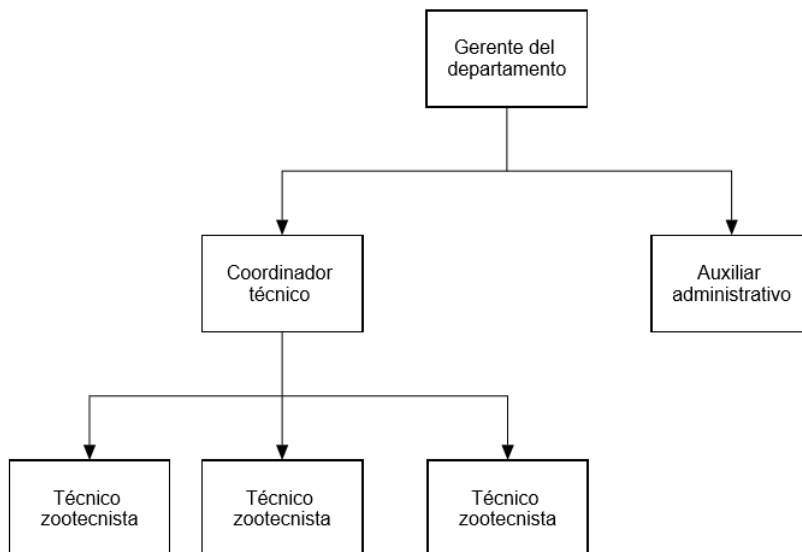 Gerente del
departamento
Coordinador
técnico
Auxiliar
administrativo
Técnico
zootecnista
Técnico
zootecnista
Técnico
zootecnista